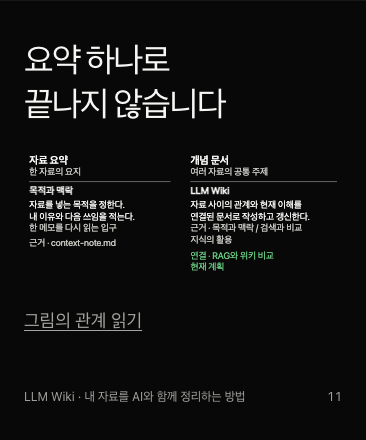 요약 하나로
끝나지 않습니다
자료 요약
한 자료의 요지
목적과 맥락
자료를 넣는 목적을 정한다.
내 이유와 다음 쓰임을 적는다.
한 메모를 다시 읽는 입구
근거 · context-note.md
개념 문서
여러 자료의 공통 주제
LLM Wiki
자료 사이의 관계와 현재 이해를
연결된 문서로 작성하고 갱신한다.
근거 · 목적과 맥락 / 검색과 비교
지식의 활용
연결 · RAG와 위키 비교
현재 계획
그림의 관계 읽기
LLM Wiki · 내 자료를 AI와 함께 정리하는 방법
11